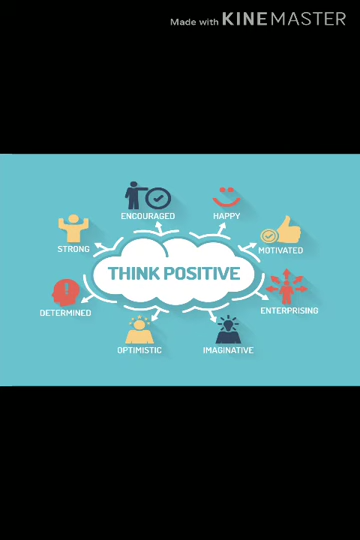 Made with KINEMASTER
ENCOURAGED
HAPPY
STRONG
MOTIVATED
THINK POSITIVE
DETERMINED
ENTERPRISING
OPTIMISTIC
IMAGINATIVE